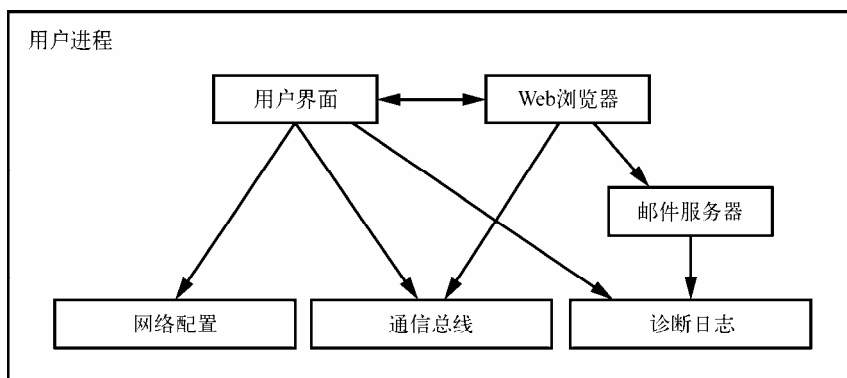 用户进程
用户界面
Web浏览器
邮件服务器
网络配置
通信总线
诊断日志